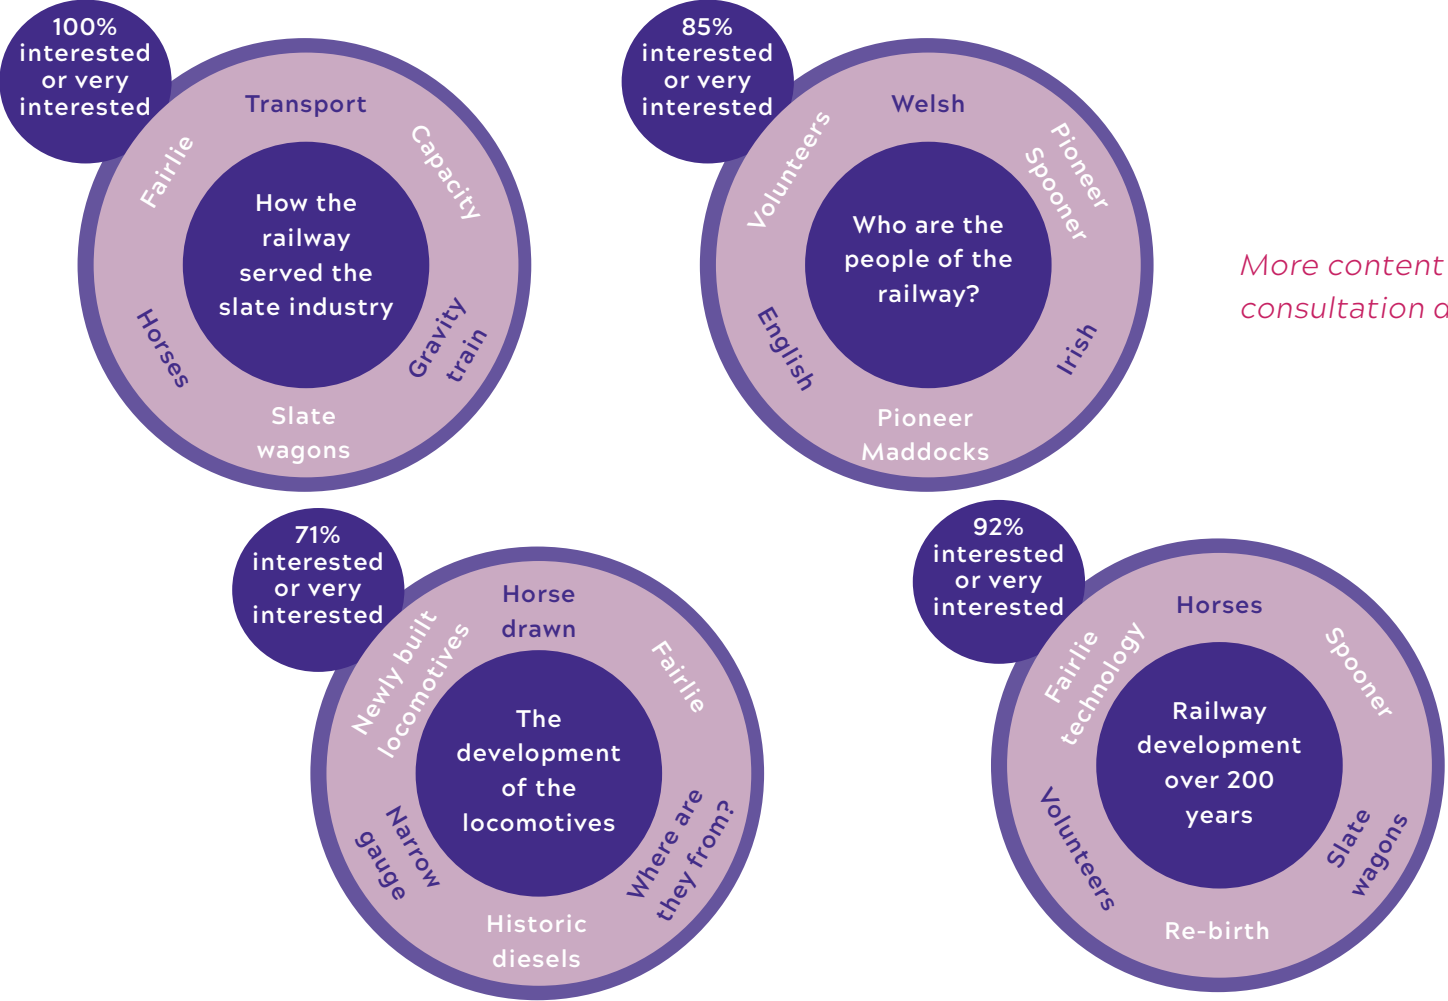 100%
interested
or very
interested
Transport
Fairlie
Capacity
How the
railway
served the
slate industry
Horses
Gravity
train
Slate
wagons
85%
interested
or very
interested
Welsh
Volunteers
Pioneer
Spooner
Who are the
people of the
railway?
English
Irish
Pioneer
Maddocks
More content
consultation
71%
interested
or very
interested
Horse
drawn
Newly built
locomotives
Fairlie
The
development
of the
locomotives
Narrow
gauge
Where are
they from?
Historic
diesels
92%
interested
or very
interested
Horses
Fairlie
technology
Spooner
Railway
development
over 200
years
Volunteers
Slate
wagons
Re-birth